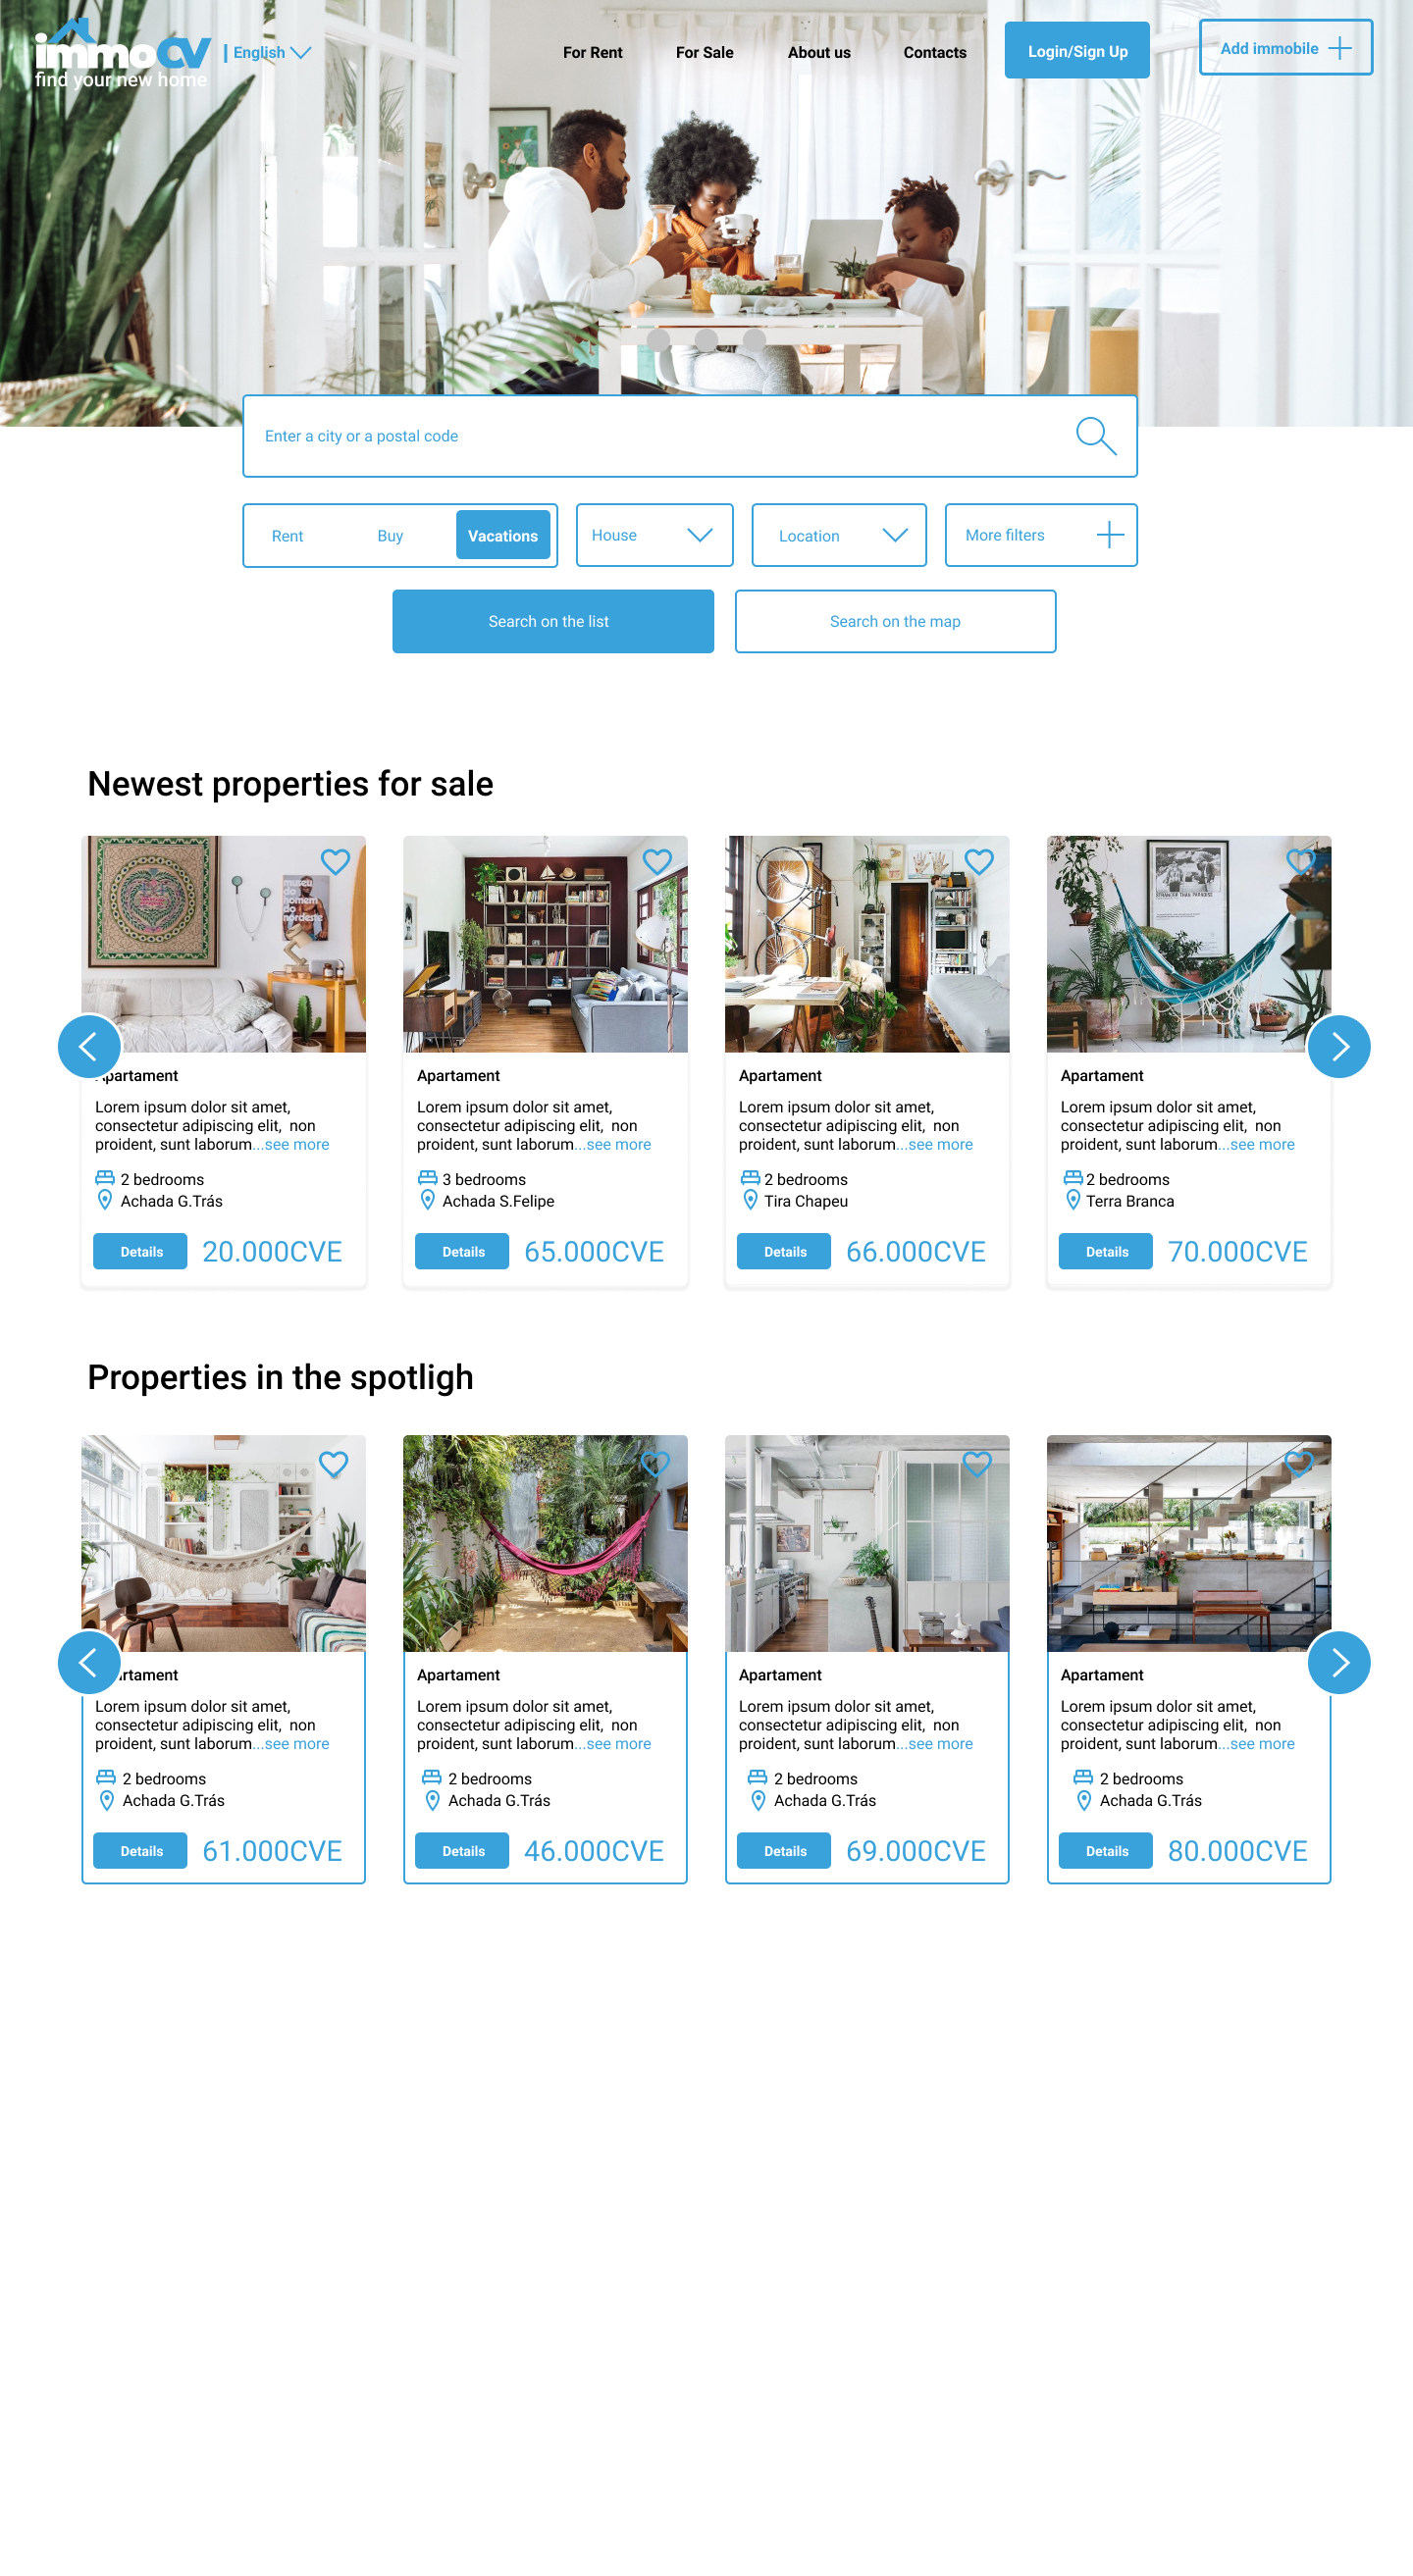 immoCV
find your new home
English
For Rent
For Sale
About us
Contacts
Login/Sign Up
Add immobile
Enter a city or a postal code
Rent
Buy
Vacations
House
Location
More filters
Search on the list
Search on the map
Newest properties for sale
museu
do
homem
do
nordeste
Apartament
Lorem ipsum dolor sit amet,
consectetur adipiscing elit, non
proident, sunt laborum...see more
2 bedrooms
Achada G.Trás
Details
20.000CVE
Apartament
Lorem ipsum dolor sit amet,
consectetur adipiscing elit, non
proident, sunt laborum...see more
3 bedrooms
Achada S.Felipe
Details
65.000CVE
Apartament
Lorem ipsum dolor sit amet,
consectetur adipiscing elit, non
proident, sunt laborum...see more
2 bedrooms
Tira Chapeu
Details
66.000CVE
STRANGER THAN PARADISE
Apartament
Lorem ipsum dolor sit amet,
consectetur adipiscing elit, non
proident, sunt laborum...see more
2 bedrooms
Terra Branca
Details
70.000CVE
Properties in the spotligh
artament
Lorem ipsum dolor sit amet,
consectetur adipiscing elit, non
proident, sunt laborum...see more
2 bedrooms
Achada G.Trás
Details
61.000CVE
Apartament
Lorem ipsum dolor sit amet,
consectetur adipiscing elit, non
proident, sunt laborum...see more
2 bedrooms
Achada G.Trás
Details
46.000CVE
Apartament
Lorem ipsum dolor sit amet,
consectetur adipiscing elit, non
proident, sunt laborum...see more
2 bedrooms
Achada G.Trás
Details
69.000CVE
Apartament
Lorem ipsum dolor sit amet,
consectetur adipiscing elit, non
proident, sunt laborum...see more
2 bedrooms
Achada G.Trás
Details
80.000CVE